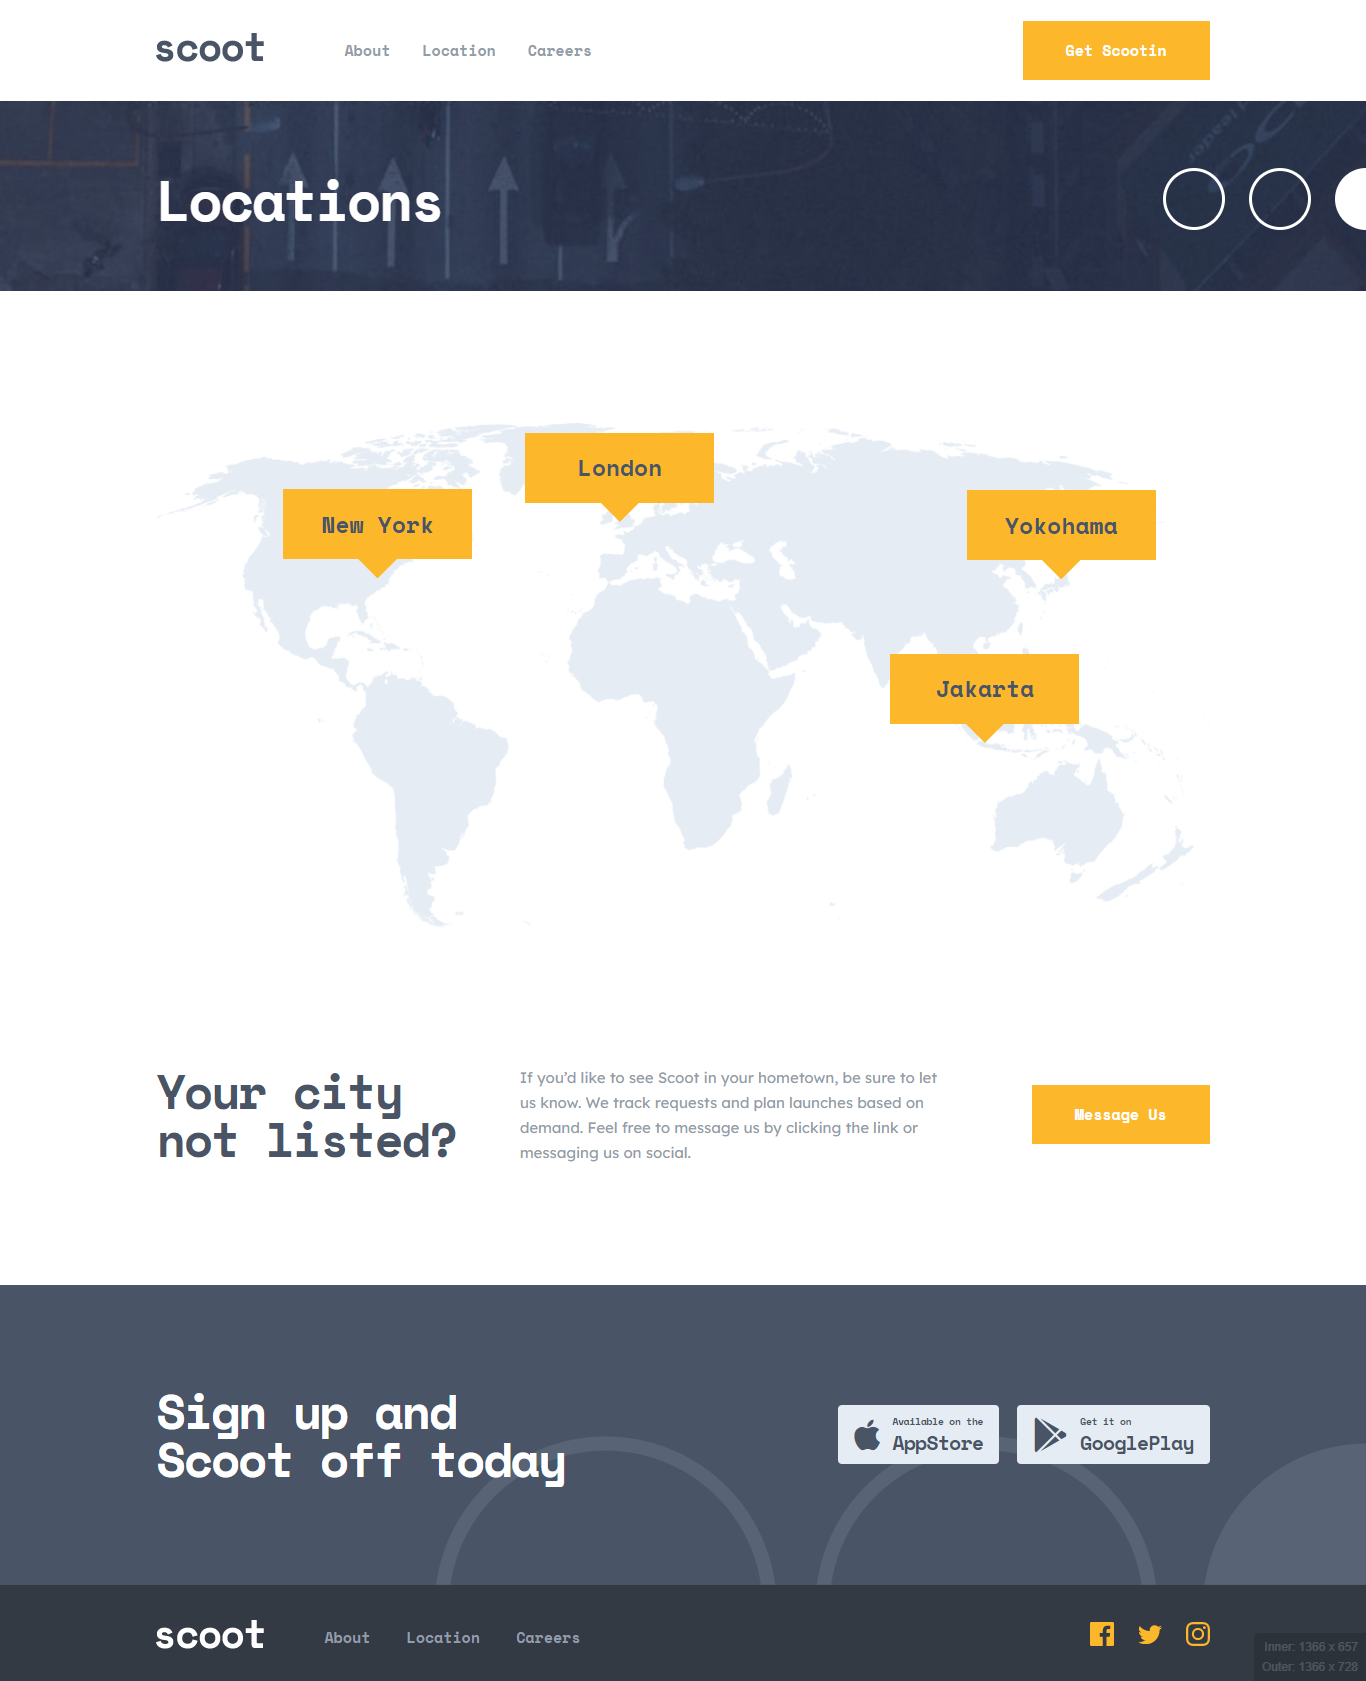 scoot
About Location Careers
Get Scootin
Locations
London
New York
Yokohama
Jakarta
Your city
not listed?
If you’d like to see Scoot in your hometown, be sure to let
us know. We track requests and plan launches based on
demand. Feel free to message us by clicking the link or
messaging us on social.
Message Us
Sign up and
Scoot off today
Available on the
AppStore
Get it on
GooglePlay
scoot
About Location Careers
Inner: 1366 x 657
Outer: 1366 x 728